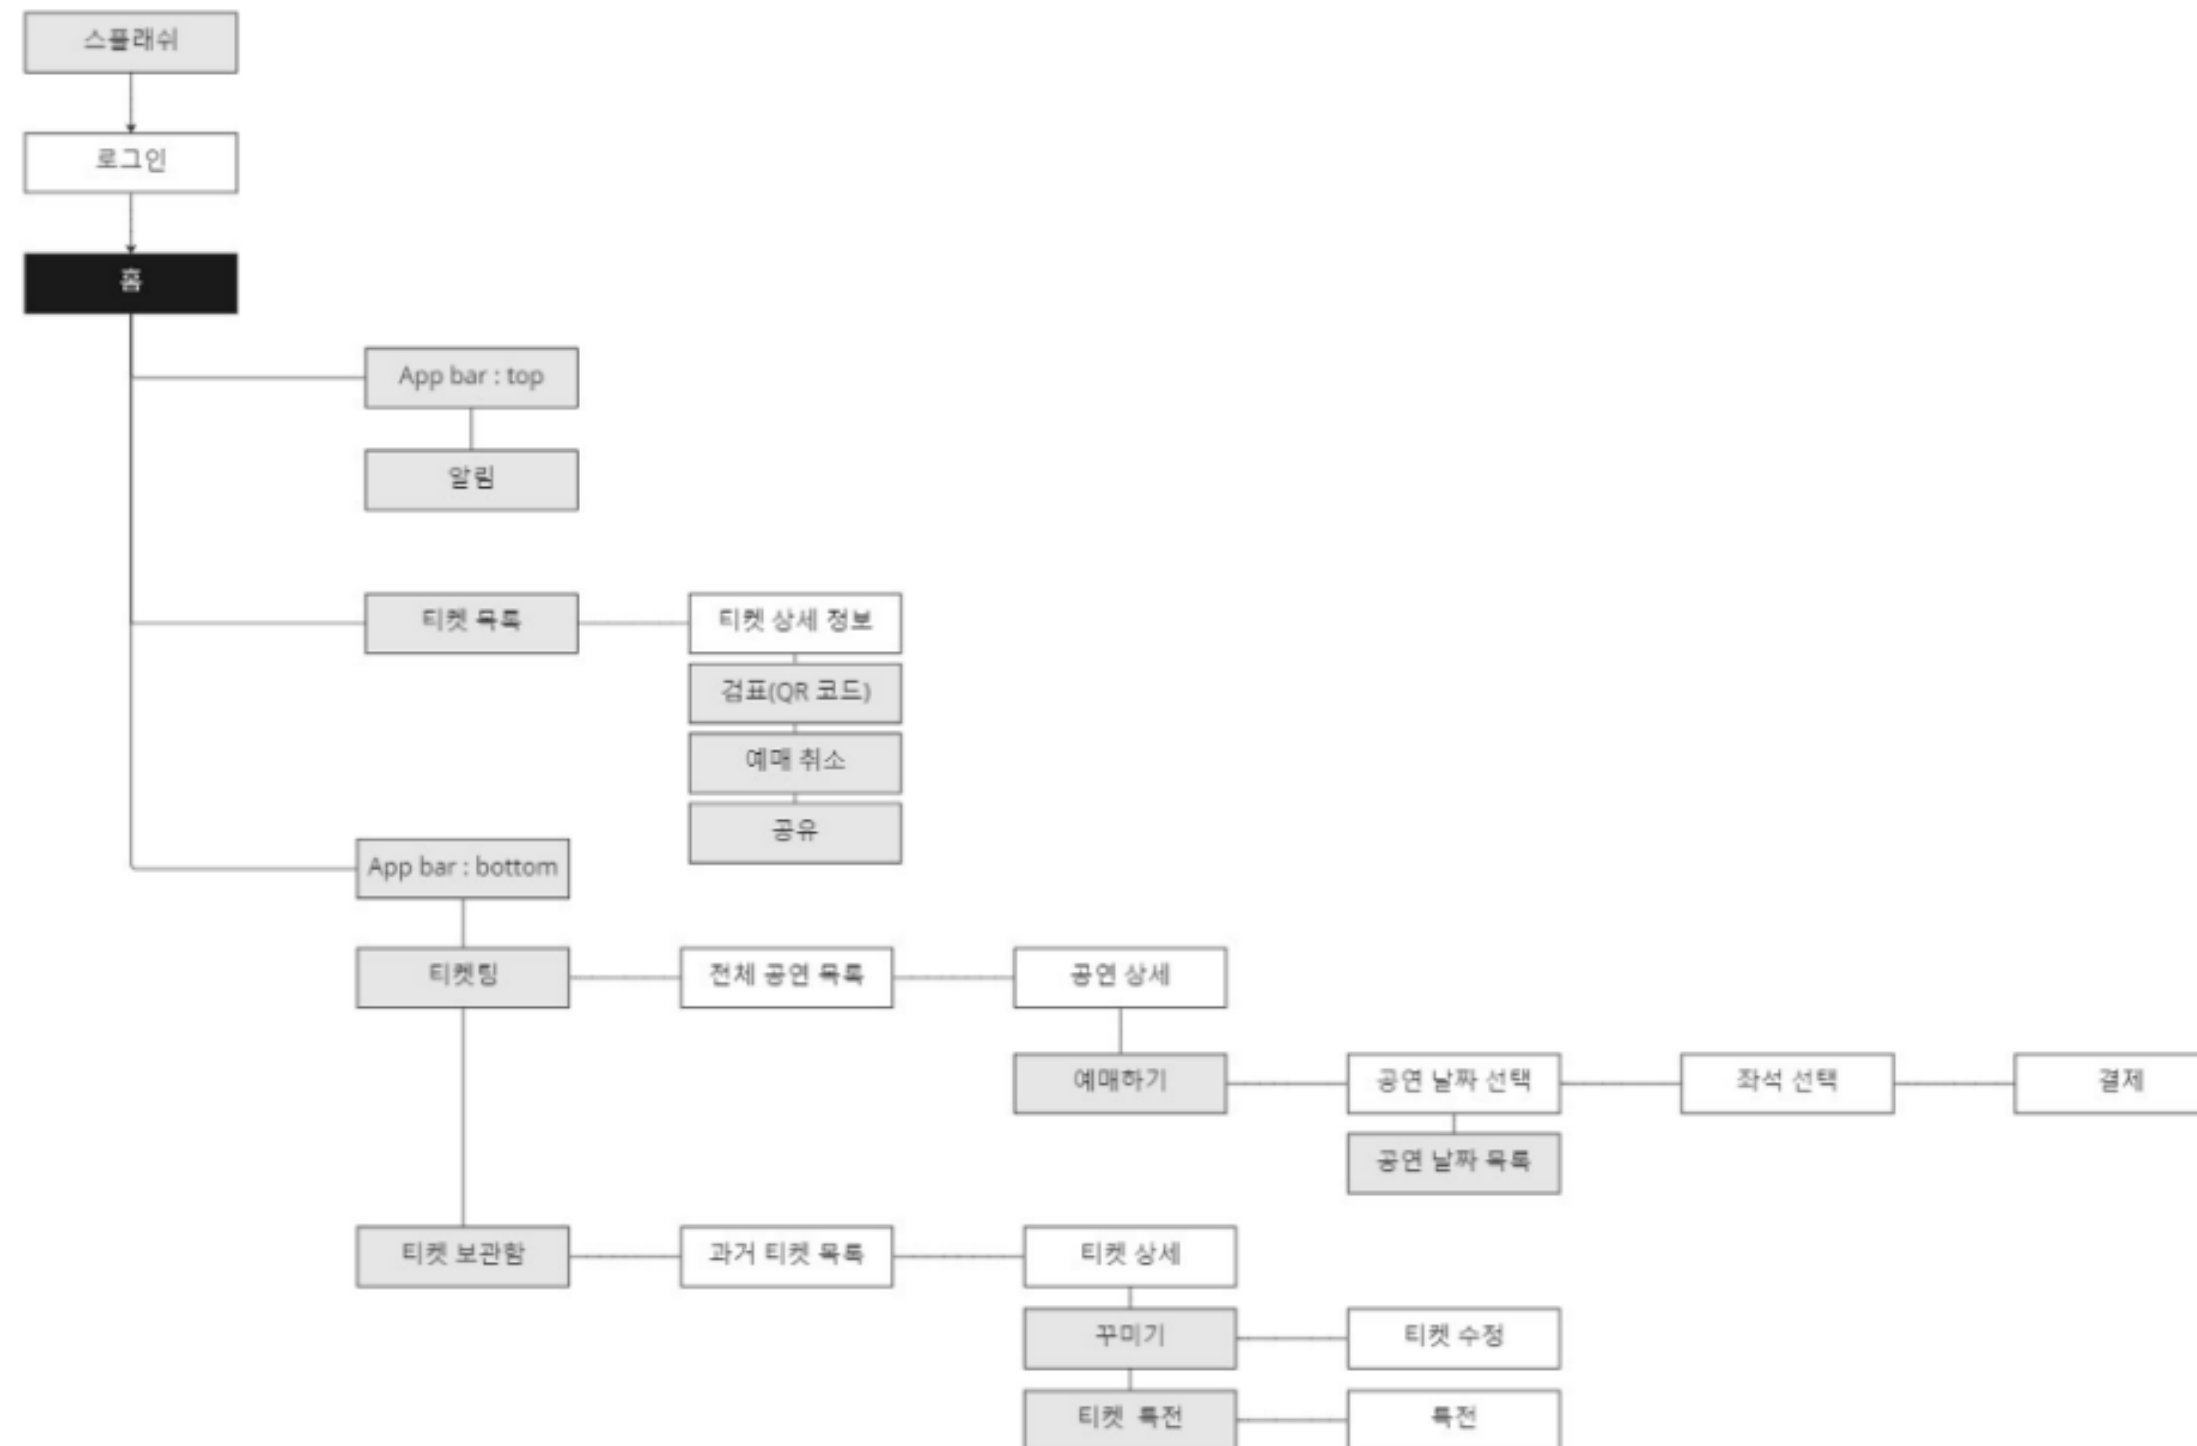 스플래쉬
로그인
홈
App bar : top
알림
티켓 목록
티켓 상세 정보
검표(QR 코드)
예매 취소
공유
App bar : bottom
티켓팅
전체 공연 목록
공연 상세
예매하기
공연 날짜 선택
좌석 선택
결제
공연 날짜 목록
티켓 보관함
과거 티켓 목록
티켓 상세
꾸미기
티켓 수정
티켓 특전
특전